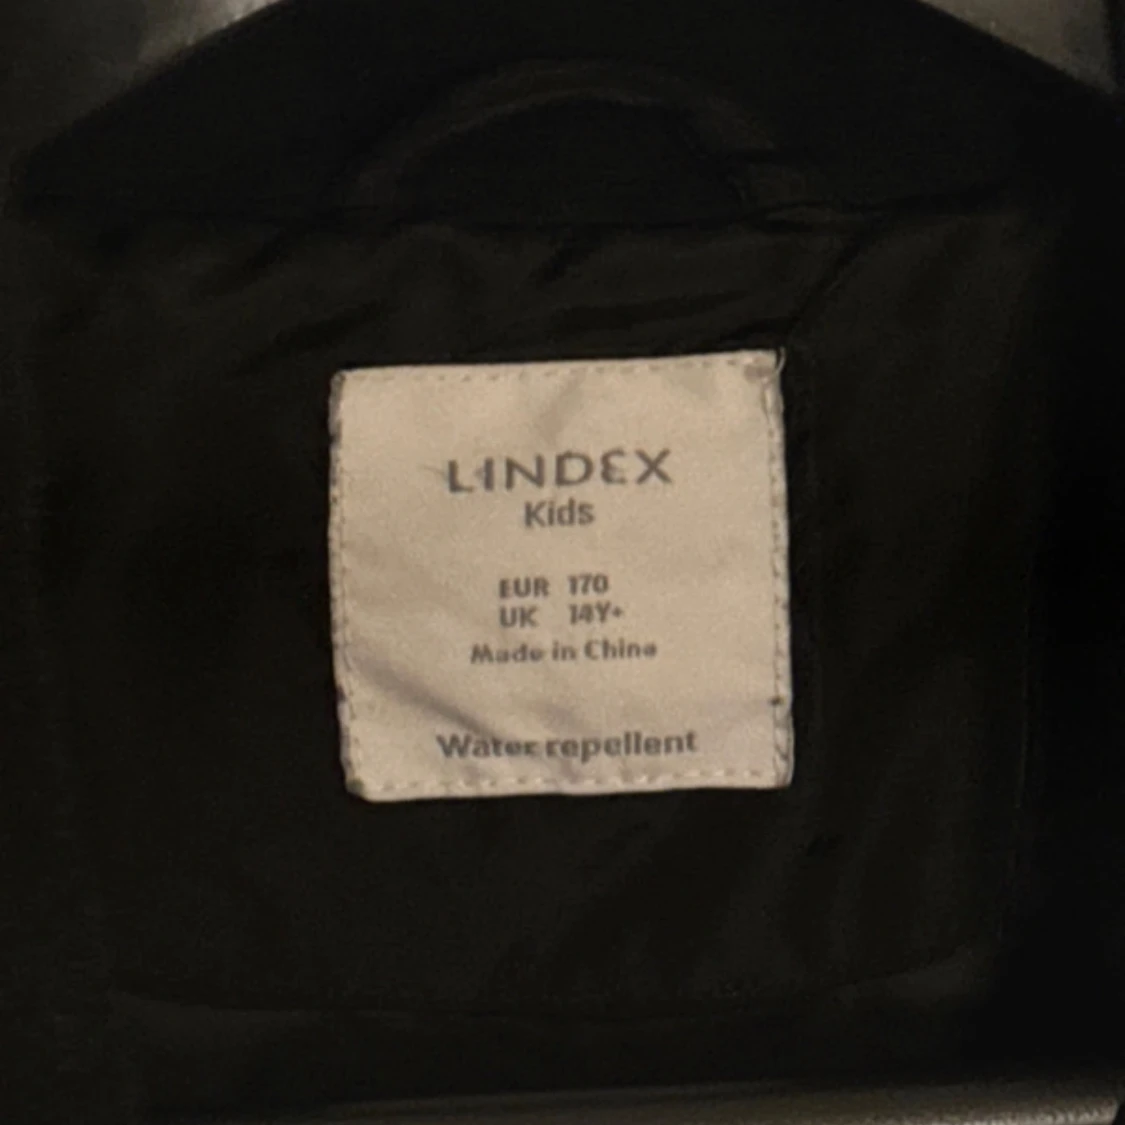 LINDEX
Kids
EUR 170
UK 14Y+
Made in China
Water repellent